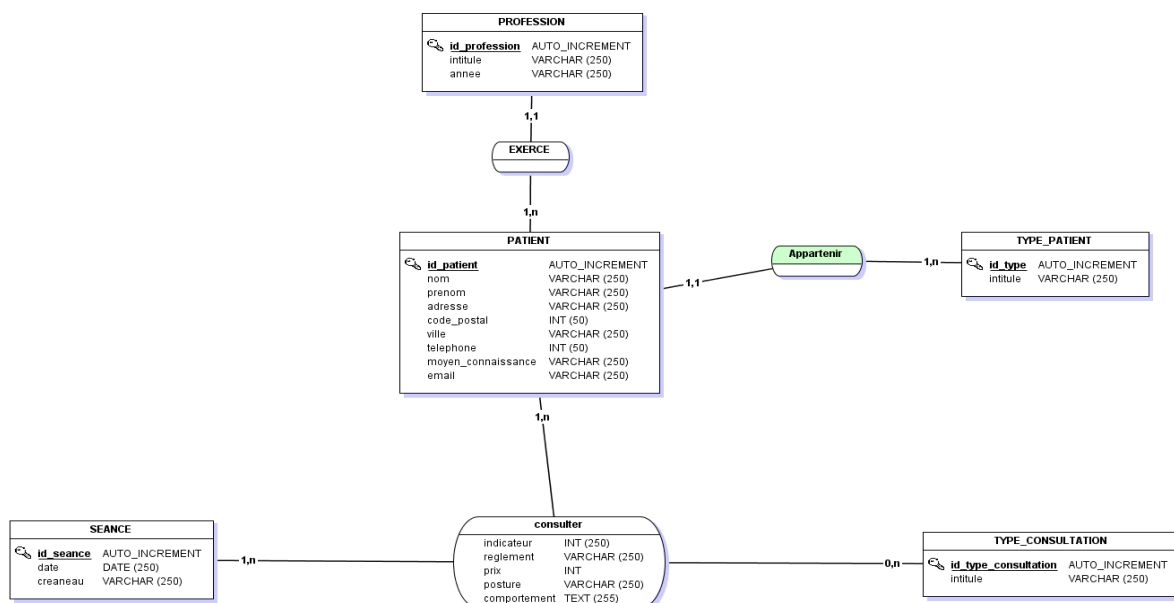 PROFESSION
id_profession AUTO_INCREMENT
intitule VARCHAR (250)
annee VARCHAR (250)
1,1
EXERCE
1,n
PATIENT
id_patient AUTO_INCREMENT
nom VARCHAR (250)
prenom VARCHAR (250)
adresse VARCHAR (250)
code_postal INT (50)
ville VARCHAR (250)
telephone INT (50)
moyen_connaissance VARCHAR (250)
email VARCHAR (250)
1,1
Appartenir
1,n
TYPE_PATIENT
id_type AUTO_INCREMENT
intitule VARCHAR (250)
1,n
SEANCE
id_seance AUTO_INCREMENT
date DATE (250)
creaneau VARCHAR (250)
1,n
consulter
indicateur INT (250)
reglement VARCHAR (250)
prix INT
posture VARCHAR (250)
comportement TEXT (255)
0,n
TYPE_CONSULTATION
id_type_consultation AUTO_INCREMENT
intitule VARCHAR (250)